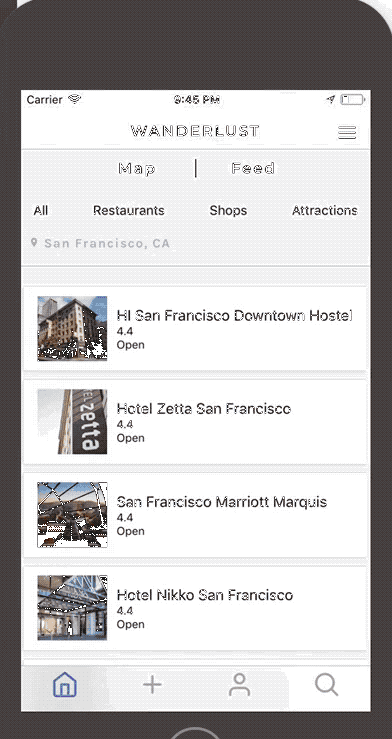 Carrier 9:45 PM
WANDERLUST
Map | Feed
All Restaurants Shops Attractions
San Francisco, CA
HI San Francisco Downtown Hostel
4.4
Open
zetta
Hotel Zetta San Francisco
4.4
Open
San Francisco Marriott Marquis
4.4
Open
Hotel Nikko San Francisco
4.4
Open